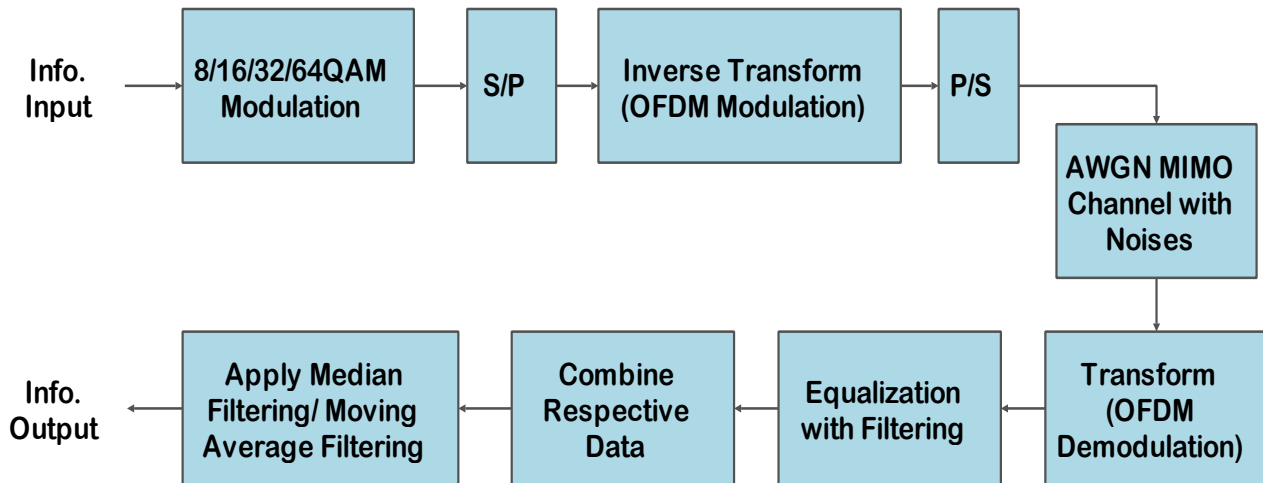 Info.
Input
8/16/32/64QAM
Modulation
S/P
Inverse Transform
(OFDM Modulation)
P/S
AWGN MIMO
Channel with
Noises
Transform
(OFDM
Demodulation)
Equalization
with Filtering
Combine
Respective
Data
Apply Median
Filtering/ Moving
Average Filtering
Info.
Output